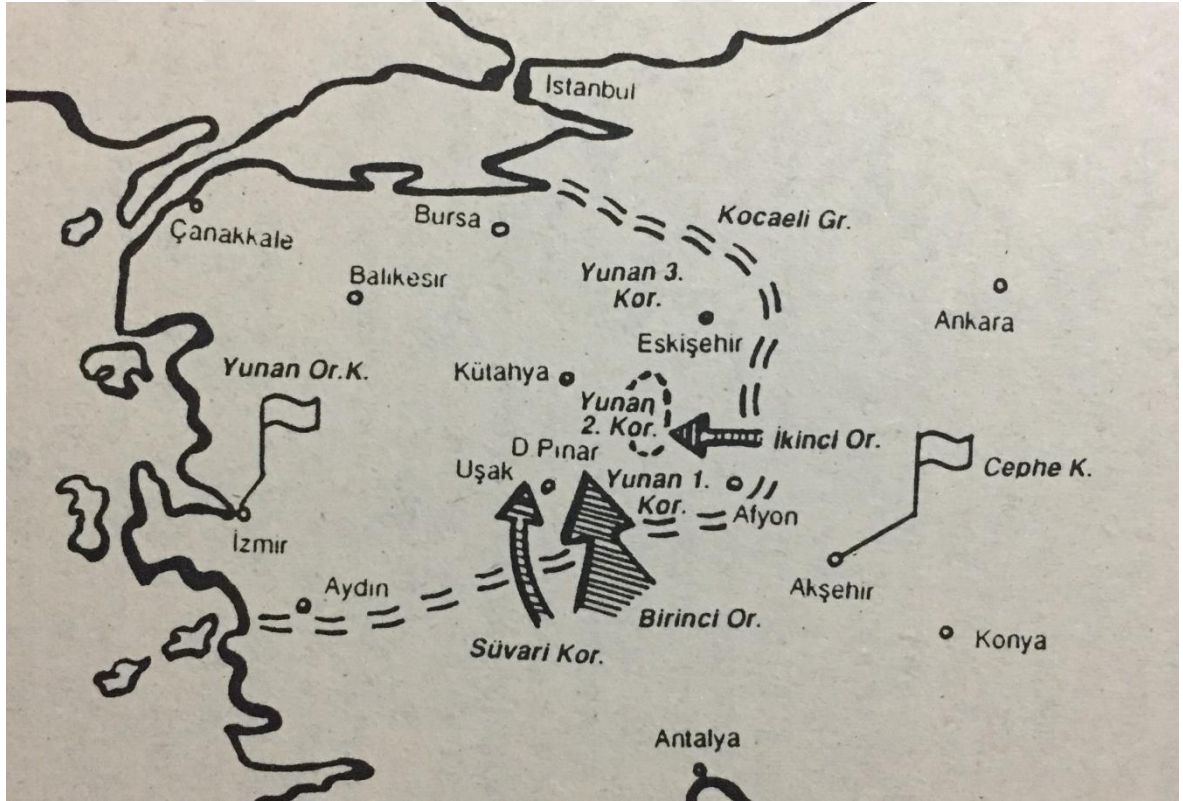 İstanbul
Kocaeli Gr.
Çanakkale
Bursa
Balıkesir
Yunan 3.
Kor.
Ankara
Eskişehir
Yunan Or.K.
Kütahya
Yunan
2. Kor.
İkinci Or.
Cephe K.
D Pınar
Uşak
Yunan 1.
Kor.
Afyon
İzmir
Akşehir
Aydın
Birinci Or.
Süvari Kor.
Konya
Antalya